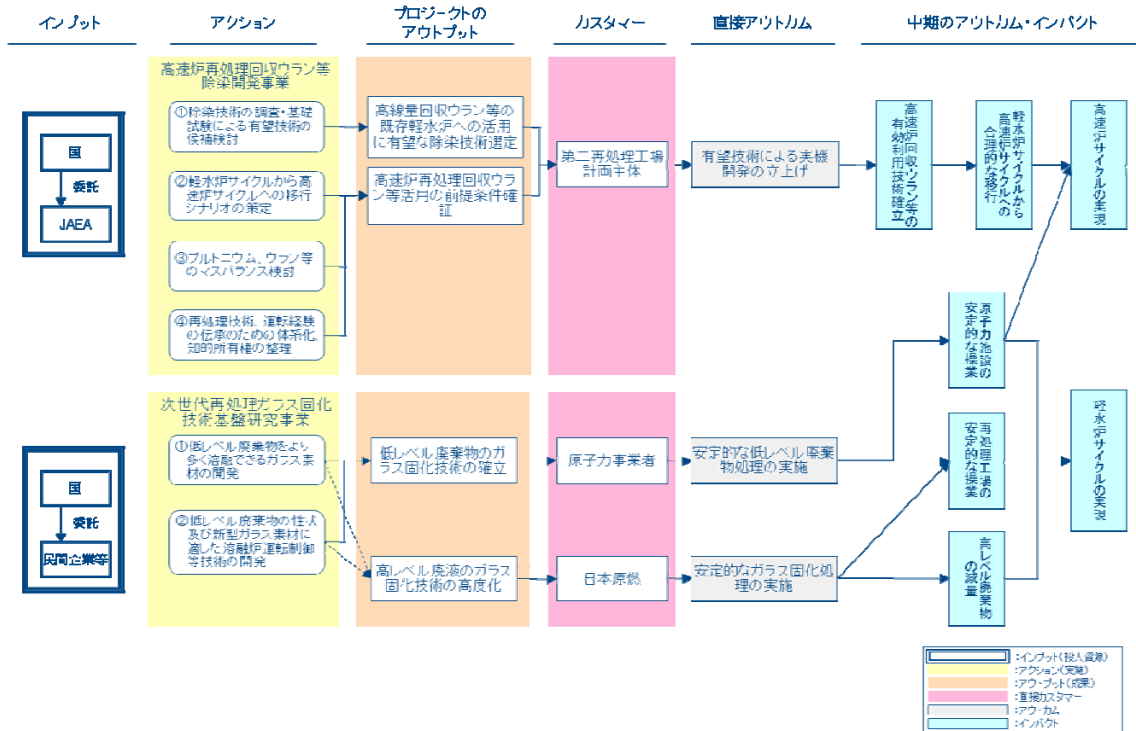 インプット
アクション
プロジェクトの
アウトプット
カスタマー
直接アウトカム
中期のアウトカム・インパクト
高速炉再処理回収ウラン等
除染開発事業
国
委託
JAEA
①除染技術の調査・基礎
試験による有望技術の
候補検討
②軽水炉サイクルから高
速炉サイクルへの移行
シナリオの策定
③プルトニウム、ウラン等
のマスバランス検討
④再処理技術、運転経験
の伝承のための体系化、
知的所有権の整理
高線量回収ウラン等の
既存軽水炉への活用
に有望な除染技術選定
高速炉再処理回収ウラ
ン等活用の前提条件確
証
第二再処理工場
計画主体
有望技術による実機
開発の立上げ
高速炉回収ウラン等の
有効利用技術確立
軽水炉サイクルから
高速炉サイクルへの
合理的な移行
高速炉サイクルの実現
原子力施設の
安定的な操業
次世代再処理ガラス固化
技術基盤研究事業
国
委託
民間企業等
①低レベル廃棄物をより
多く溶融できるガラス素
材の開発
②低レベル廃棄物の性状
及び新型ガラス素材に
適した溶融炉運転制御
等技術の開発
低レベル廃棄物のガ
ラス固化技術の確立
高レベル廃液のガラス
固化技術の高度化
原子力事業者
日本原燃
安定的な低レベル廃棄
物処理の実施
安定的なガラス固化処
理の実施
再処理工場の
安定的な操業
高レベル廃棄物
の減量
軽水炉サイクルの実現
:インプット(投入資源)
:アクション(実施)
:アウトプット(成果)
:直接カスタマー
:アウトカム
:インパクト